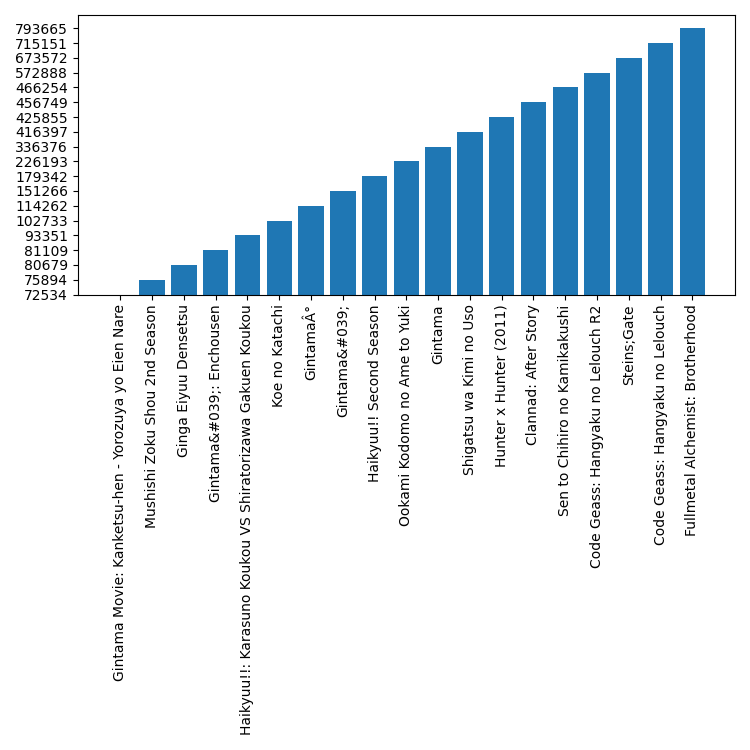 793665
715151
673572
572888
466254
456749
425855
416397
336376
226193
179342
151266
114262
102733
93351
81109
80679
75894
72534
Gintama Movie: Kanketsu-hen - Yorozuya yo Eien Nare
Mushishi Zoku Shou 2nd Season
Ginga Eiyuu Densetsu
Gintama&#039;: Enchousen
Haikyuu!!: Karasuno Koukou VS Shiratorizawa Gakuen Koukou
Koe no Katachi
GintamaÂ°
Gintama&#039;
Haikyuu!! Second Season
Ookami Kodomo no Ame to Yuki
Gintama
Shigatsu wa Kimi no Uso
Hunter x Hunter (2011)
Clannad: After Story
Sen to Chihiro no Kamikakushi
Code Geass: Hangyaku no Lelouch R2
Steins;Gate
Code Geass: Hangyaku no Lelouch
Fullmetal Alchemist: Brotherhood